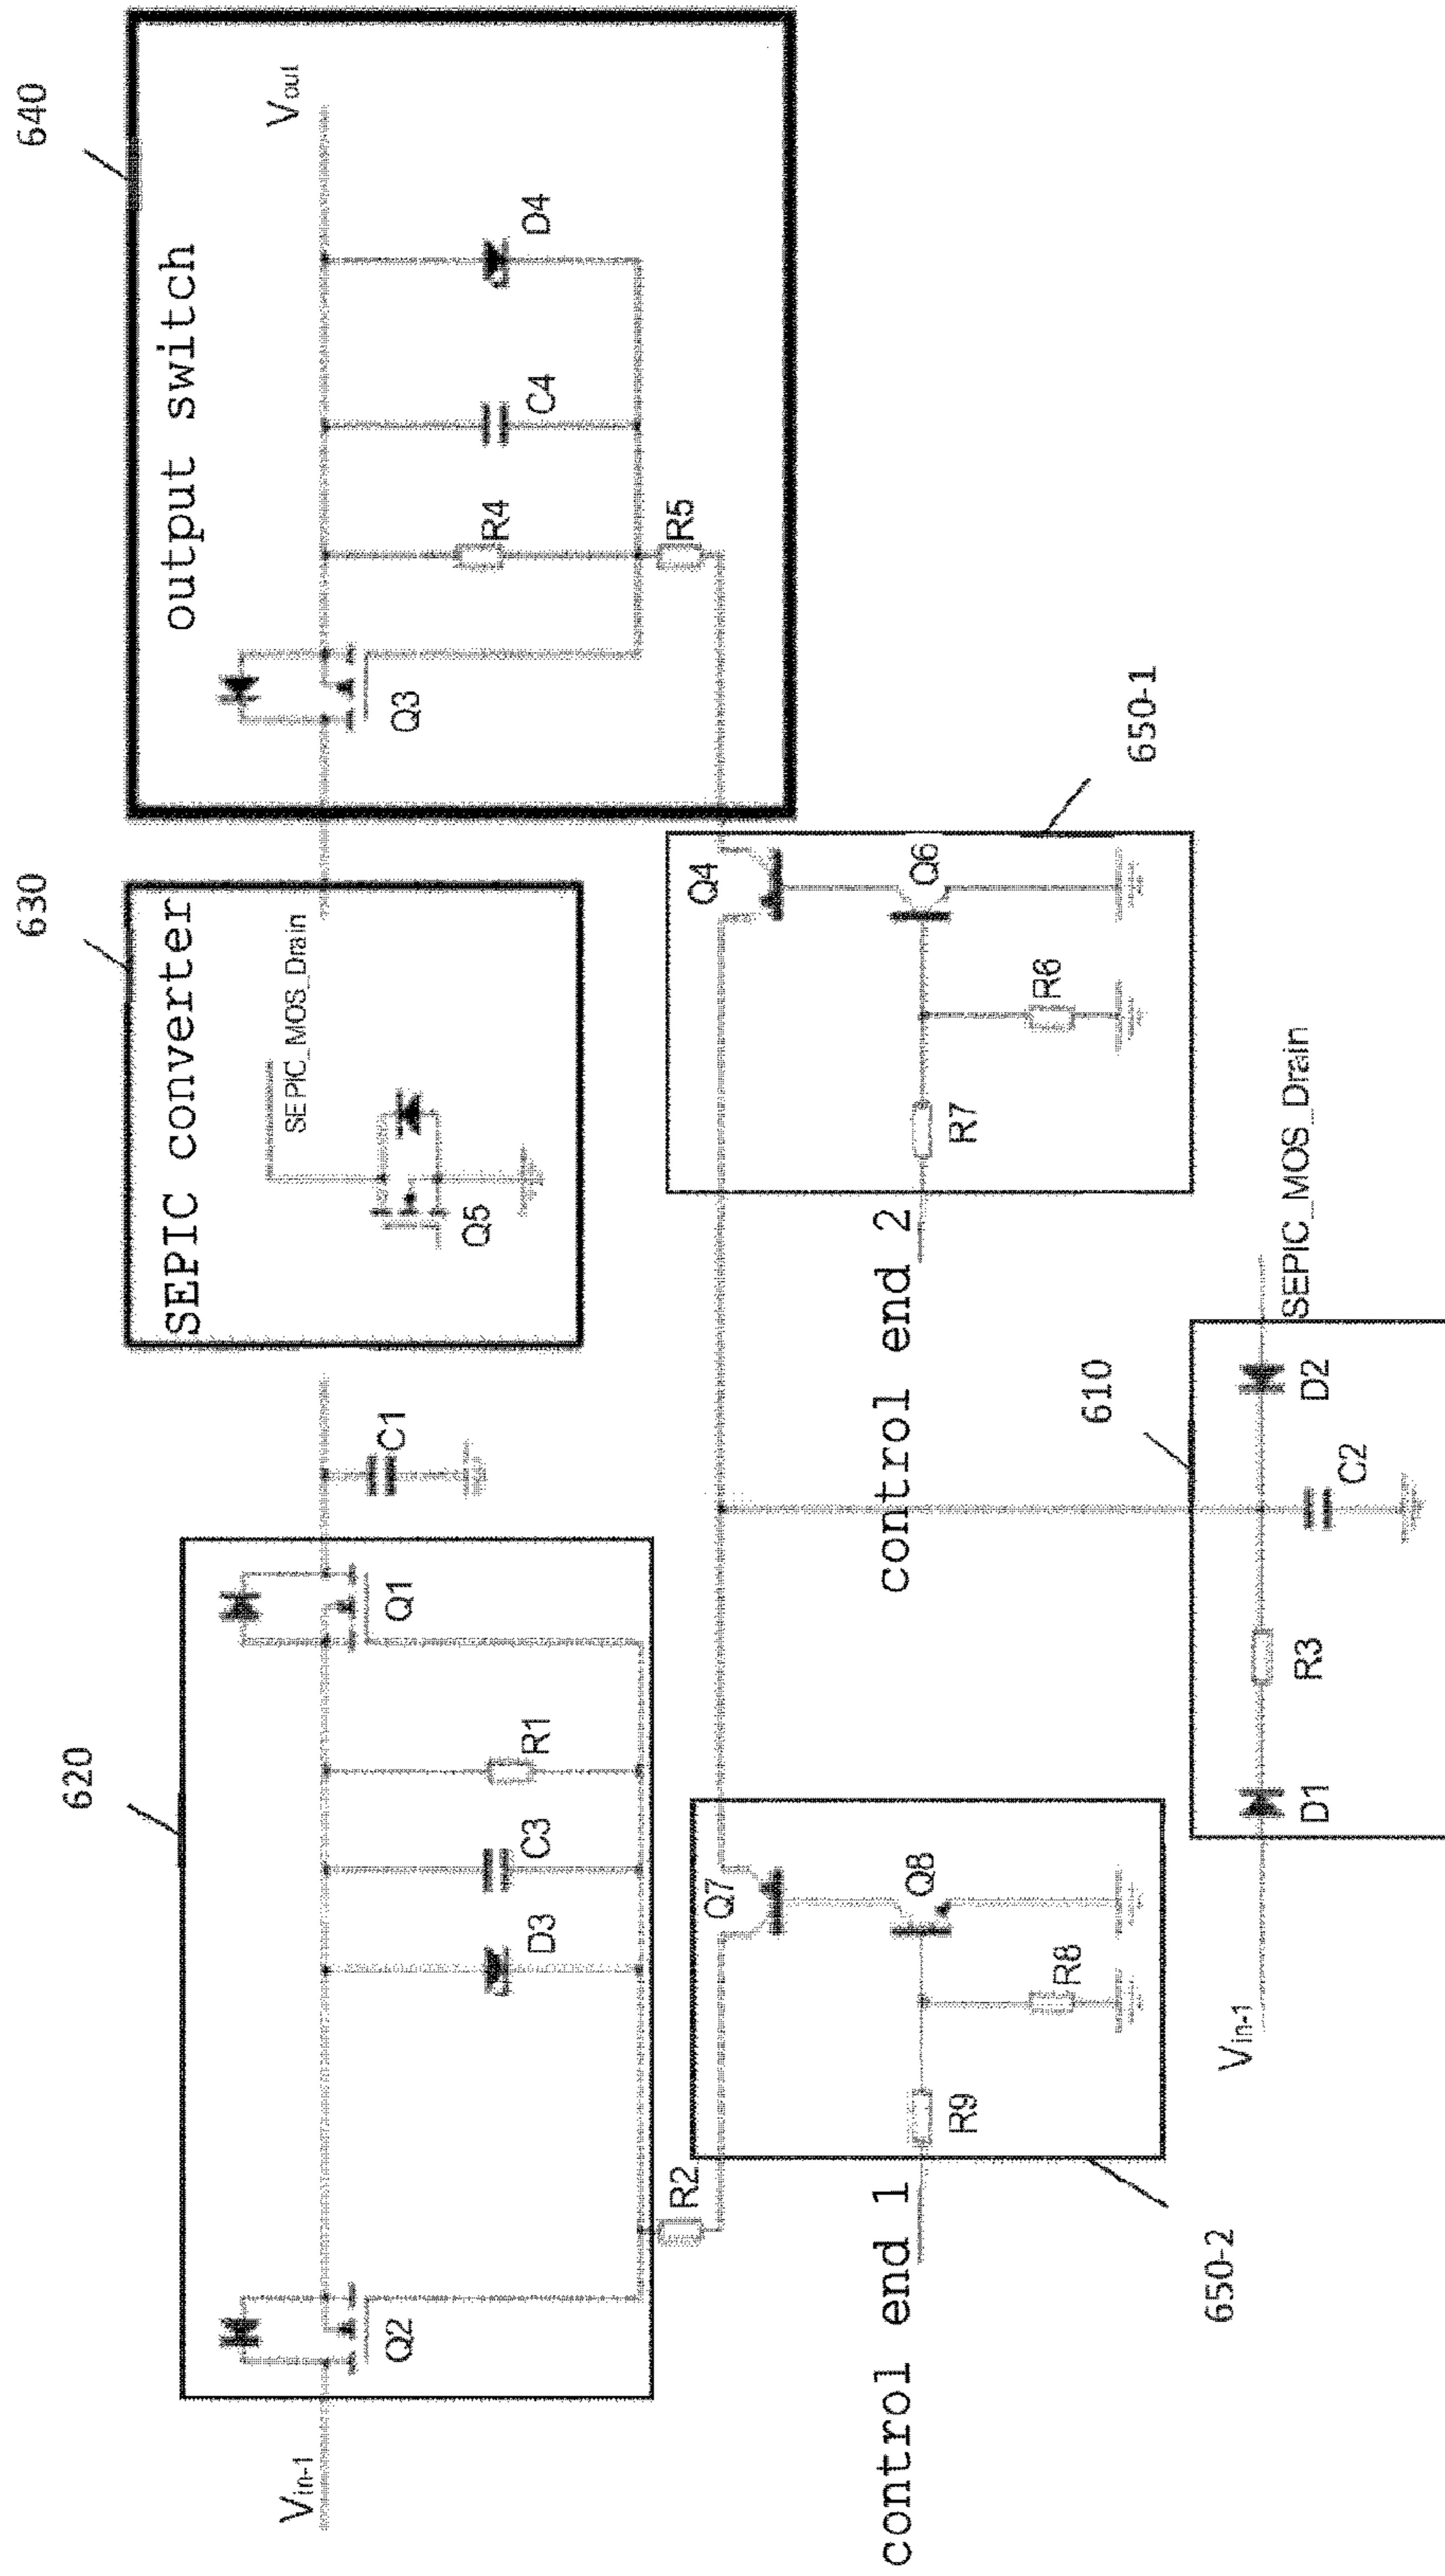 620
630
640
SEPIC converter
output switch
Vin-1
Vout
SEPIC_MOS_Drain
Q2
Q1
C1
Q5
Q3
D3
C3
R1
R4
C4
D4
R2
R5
Q7
Q4
Q8
Q6
control end 1
control end 2
R9
R8
R7
R6
650-2
650-1
610
Vin-1
SEPIC_MOS_Drain
D1
R3
C2
D2